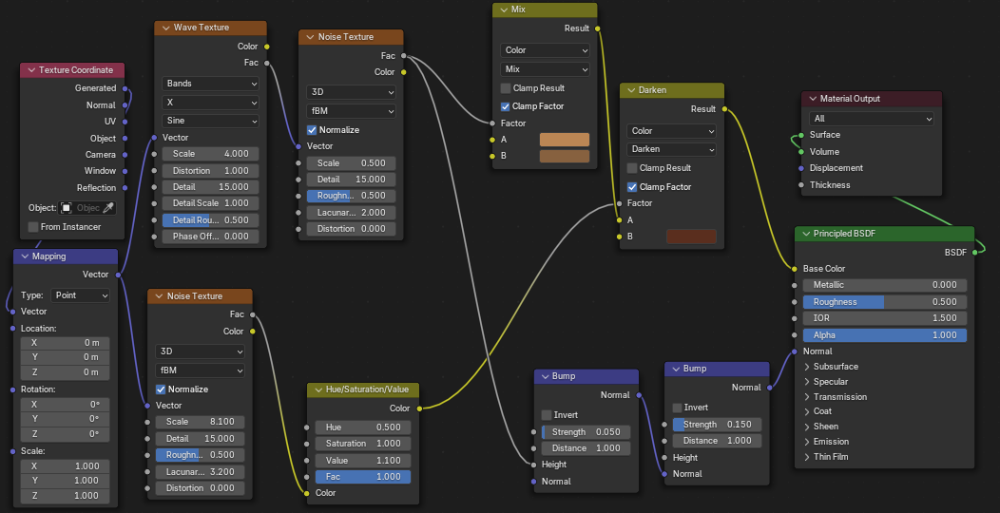 Texture Coordinate
Generated
Normal
UV
Object
Camera
Window
Reflection
Object:
Objec
From Instancer
Mapping
Vector
Type: Point
Vector
Location:
X 0 m
Y 0 m
Z 0 m
Rotation:
X 0°
Y 0°
Z 0°
Scale:
X 1.000
Y 1.000
Z 1.000
Wave Texture
Color
Fac
Bands
X
Sine
Vector
Scale 4.000
Distortion 1.000
Detail 15.000
Detail Scale 1.000
Detail Rou... 0.500
Phase Off... 0.000
Noise Texture
Fac
Color
3D
fBM
Normalize
Vector
Scale 8.100
Detail 15.000
Roughn... 0.500
Lacunar... 3.200
Distortion 0.000
Noise Texture
Fac
Color
3D
fBM
Normalize
Vector
Scale 0.500
Detail 15.000
Roughn... 0.500
Lacunar... 2.000
Distortion 0.000
Hue/Saturation/Value
Color
Hue 0.500
Saturation 1.000
Value 1.100
Fac 1.000
Color
Mix
Result
Color
Mix
Clamp Result
Clamp Factor
Factor
A
B
Darken
Result
Color
Darken
Clamp Result
Clamp Factor
Factor
A
B
Bump
Normal
Invert
Strength 0.050
Distance 1.000
Height
Normal
Bump
Normal
Invert
Strength 0.150
Distance 1.000
Height
Normal
Material Output
All
Surface
Volume
Displacement
Thickness
Principled BSDF
BSDF
Base Color
Metallic 0.000
Roughness 0.500
IOR 1.500
Alpha 1.000
Normal
Subsurface
Specular
Transmission
Coat
Sheen
Emission
Thin Film